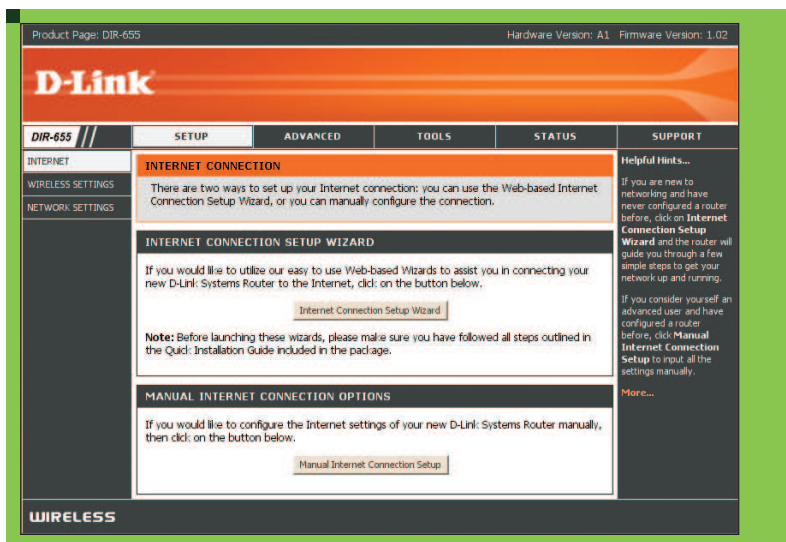 Product Page: DIR-655
Hardware Version: A1 Firmware Version: 1.02
D-Link
DIR-655
SETUP
ADVANCED
TOOLS
STATUS
SUPPORT
INTERNET
WIRELESS SETTINGS
NETWORK SETTINGS
INTERNET CONNECTION
There are two ways to set up your Internet connection: you can use the Web-based Internet
Connection Setup Wizard, or you can manually configure the connection.
INTERNET CONNECTION SETUP WIZARD
If you would like to utilize our easy to use Web-based Wizards to assist you in connecting your
new D-Link Systems Router to the Internet, click on the button below.
Internet Connection Setup Wizard
Note: Before launching these wizards, please make sure you have followed all steps outlined in
the Quick Installation Guide included in the package.
MANUAL INTERNET CONNECTION OPTIONS
If you would like to configure the Internet settings of your new D-Link Systems Router manually,
then click on the button below.
Manual Internet Connection Setup
Helpful Hints...
If you are new to
networking and have
never configured a router
before, click on Internet
Connection Setup
Wizard and the router will
guide you through a few
simple steps to get your
network up and running.
If you consider yourself an
advanced user and have
configured a router
before, click Manual
Internet Connection
Setup to input all the
settings manually.
More...
WIRELESS